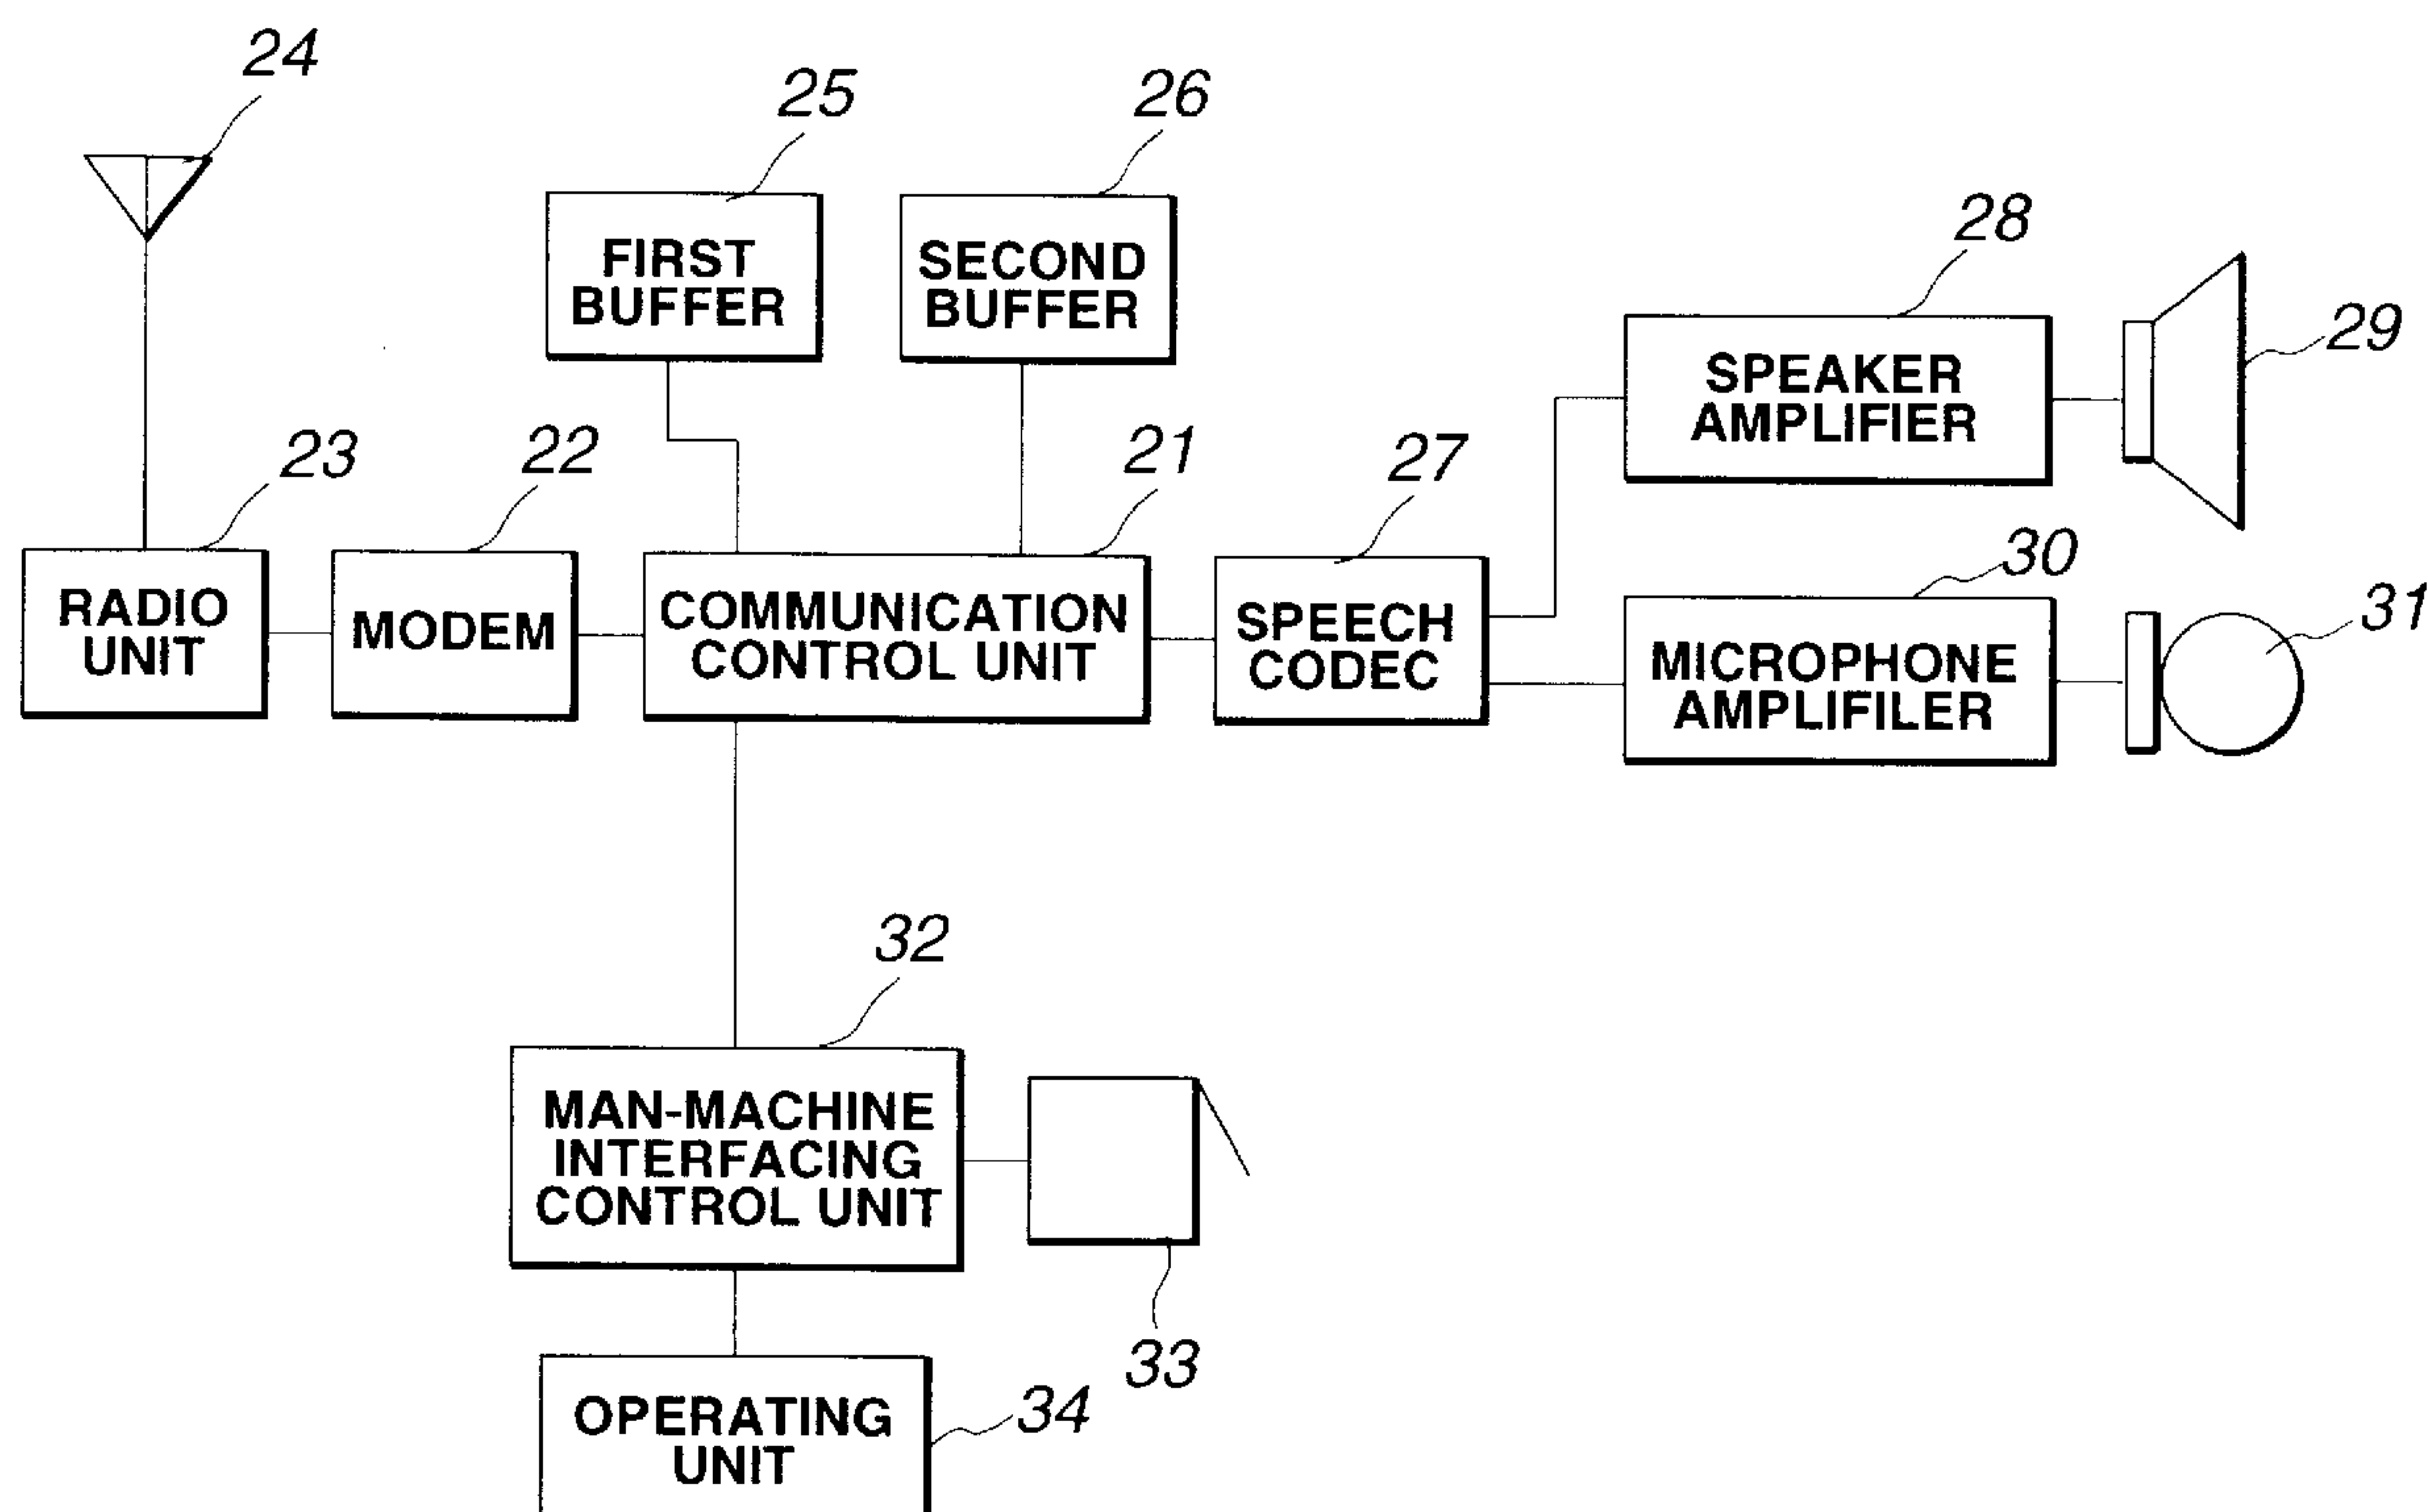 24
25
26
FIRST
BUFFER
SECOND
BUFFER
28
SPEAKER
AMPLIFIER
29
23
22
21
27
RADIO
UNIT
MODEM
COMMUNICATION
CONTROL UNIT
SPEECH
CODEC
30
MICROPHONE
AMPLIFILER
31
32
MAN-MACHINE
INTERFACING
CONTROL UNIT
33
OPERATING
UNIT
34